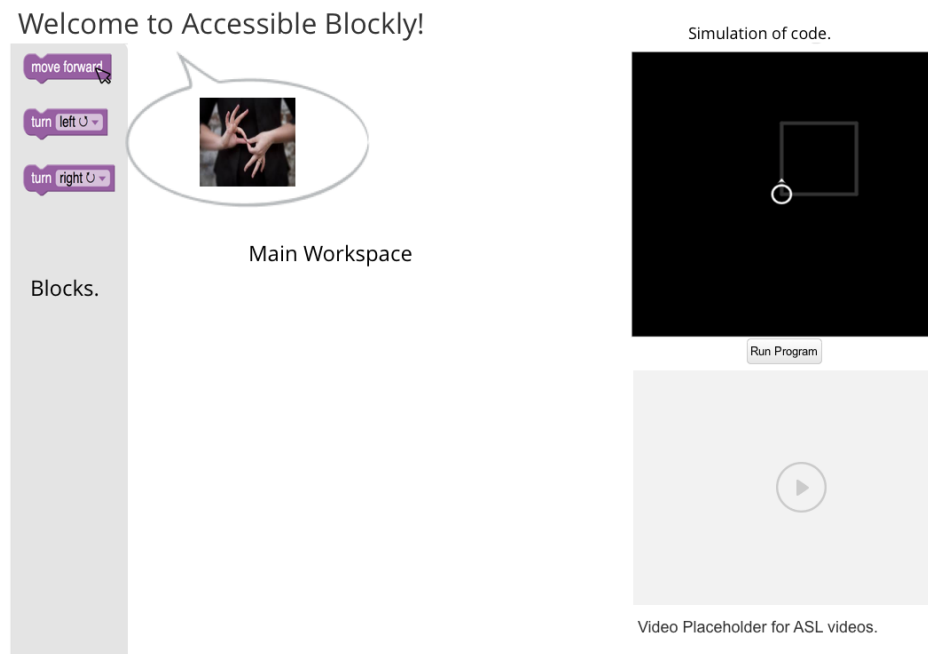 Welcome to Accessible Blockly!
Simulation of code.
move forward
turn left
turn right
Main Workspace
Blocks.
Run Program
Video Placeholder for ASL videos.